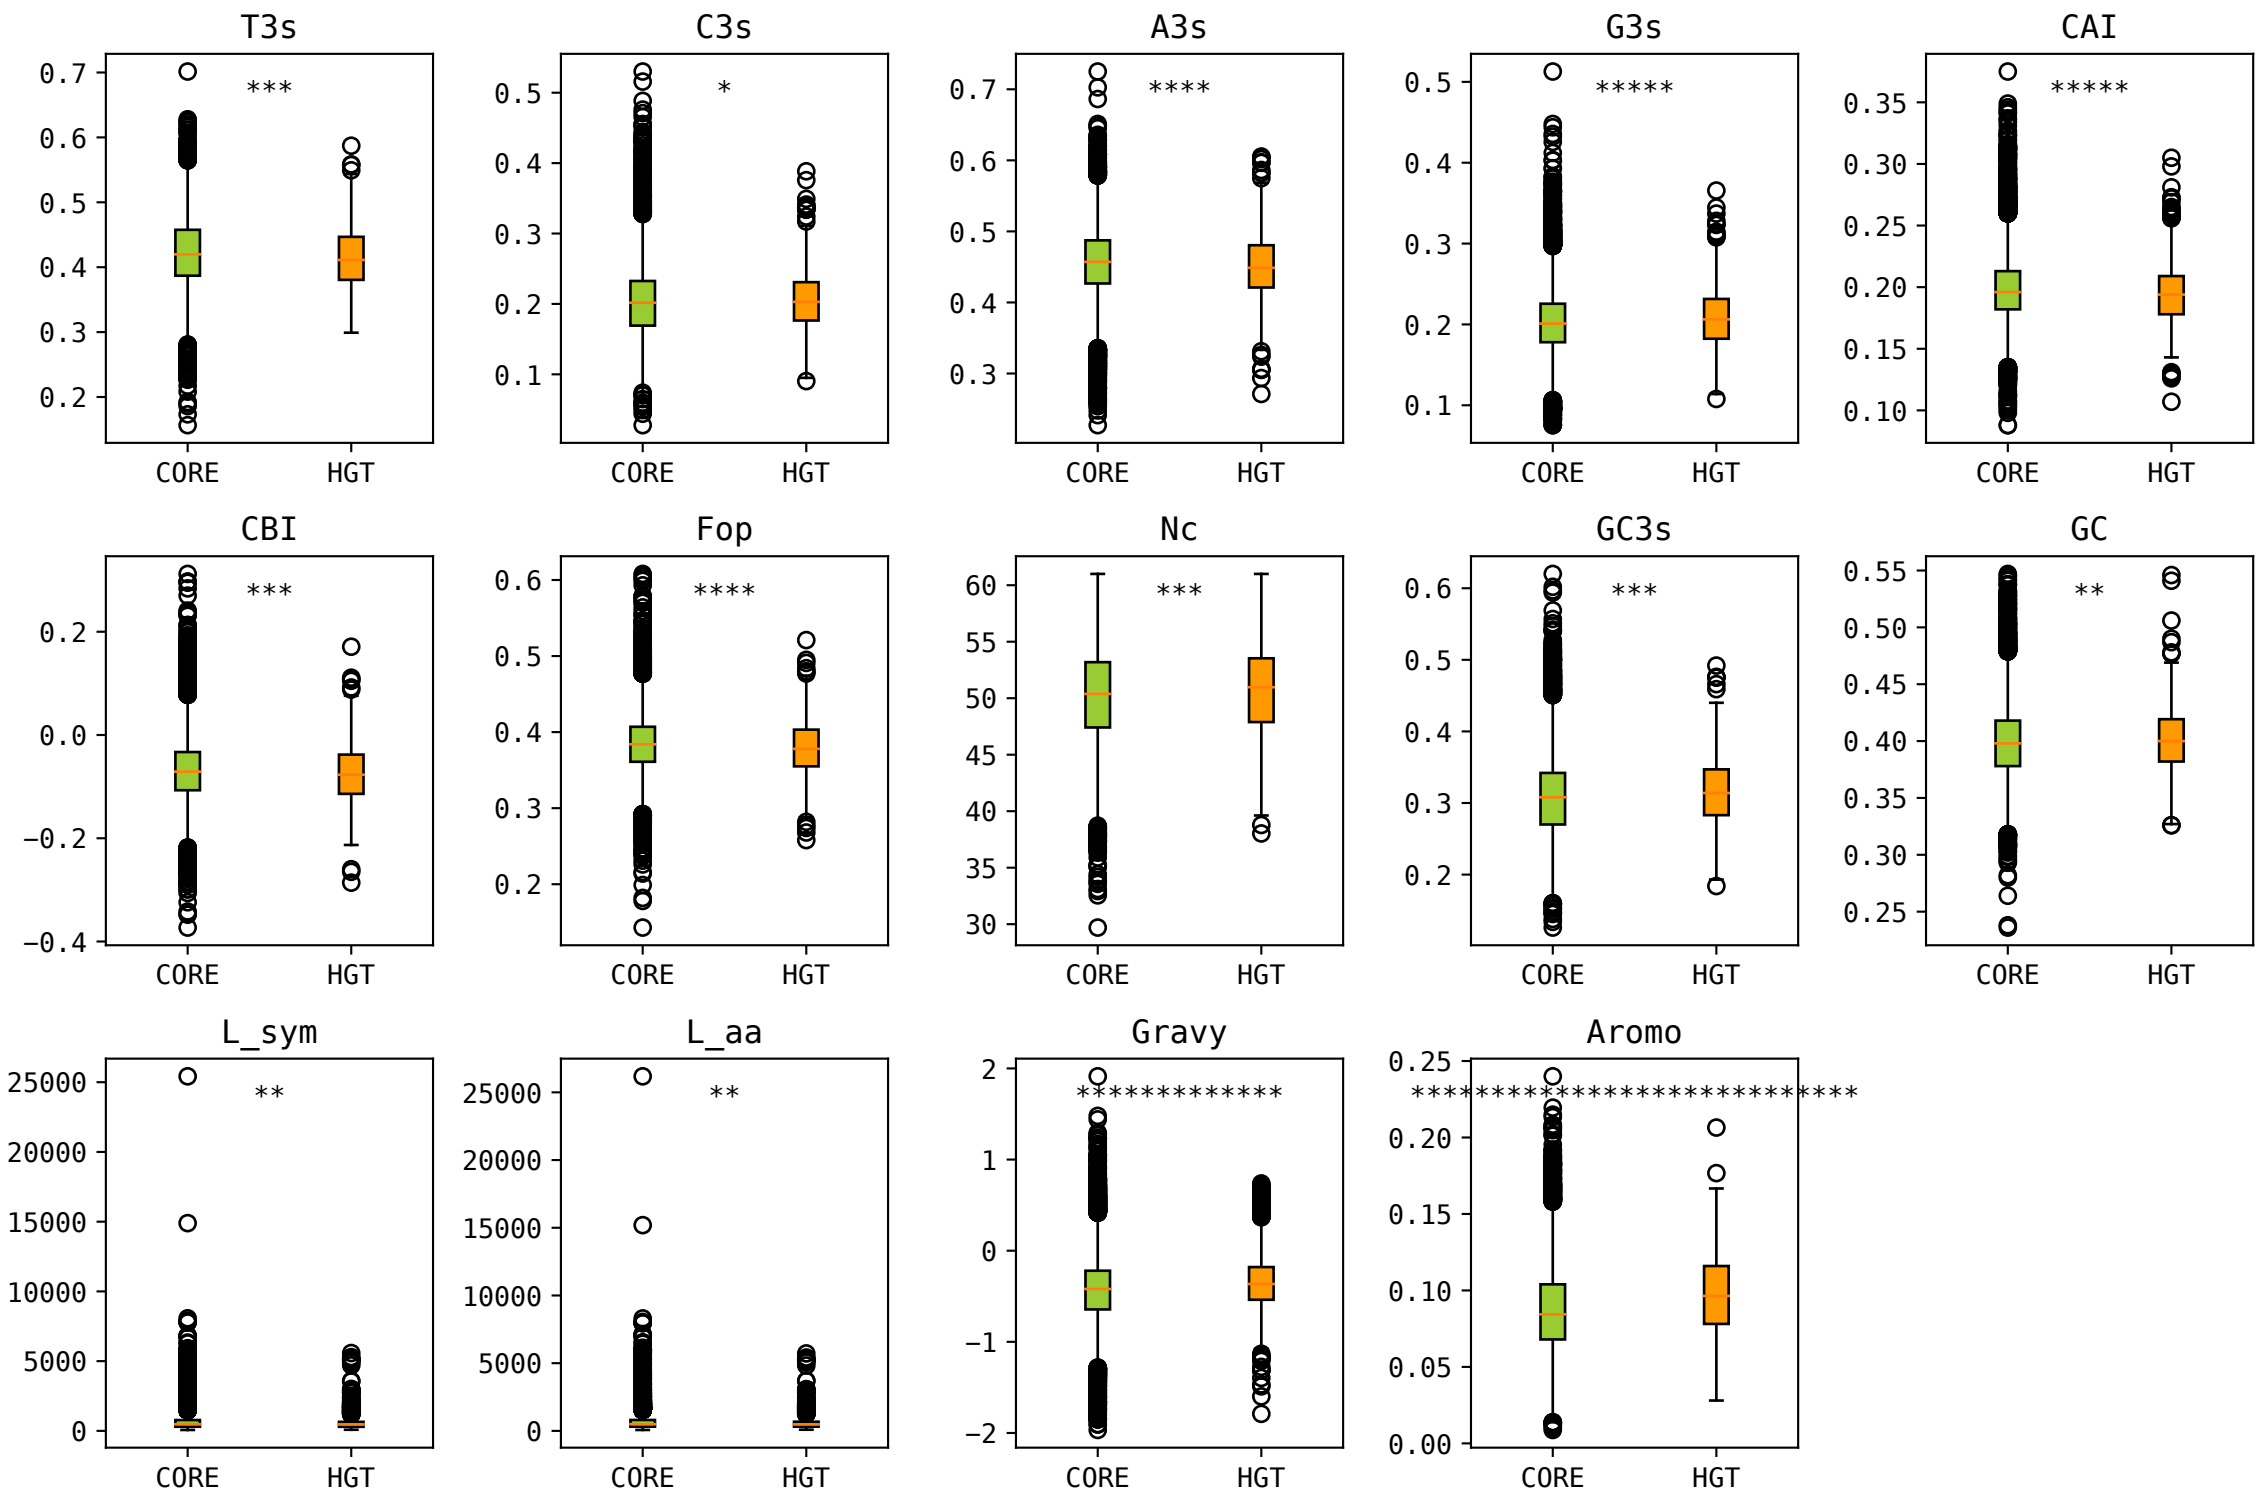 T3s
C3s
A3s
G3s
CAI
0.7
0.6
0.5
0.4
0.3
0.2
***
CORE
HGT
0.5
0.4
0.3
0.2
0.1
*
CORE
HGT
0.7
0.6
0.5
0.4
0.3
****
CORE
HGT
0.5
0.4
0.3
0.2
0.1
*****
CORE
HGT
0.35
0.30
0.25
0.20
0.15
0.10
*****
CORE
HGT
CBI
Fop
Nc
GC3s
GC
0.2
0.0
−0.2
−0.4
***
CORE
HGT
0.6
0.5
0.4
0.3
0.2
****
CORE
HGT
60
55
50
45
40
35
30
***
CORE
HGT
0.6
0.5
0.4
0.3
0.2
***
CORE
HGT
0.55
0.50
0.45
0.40
0.35
0.30
0.25
**
CORE
HGT
L_sym
L_aa
Gravy
Aromo
25000
20000
15000
10000
5000
0
**
CORE
HGT
25000
20000
15000
10000
5000
0
**
CORE
HGT
2
1
0
−1
−2
*************
CORE
HGT
0.25
0.20
0.15
0.10
0.05
0.00
****************************
CORE
HGT